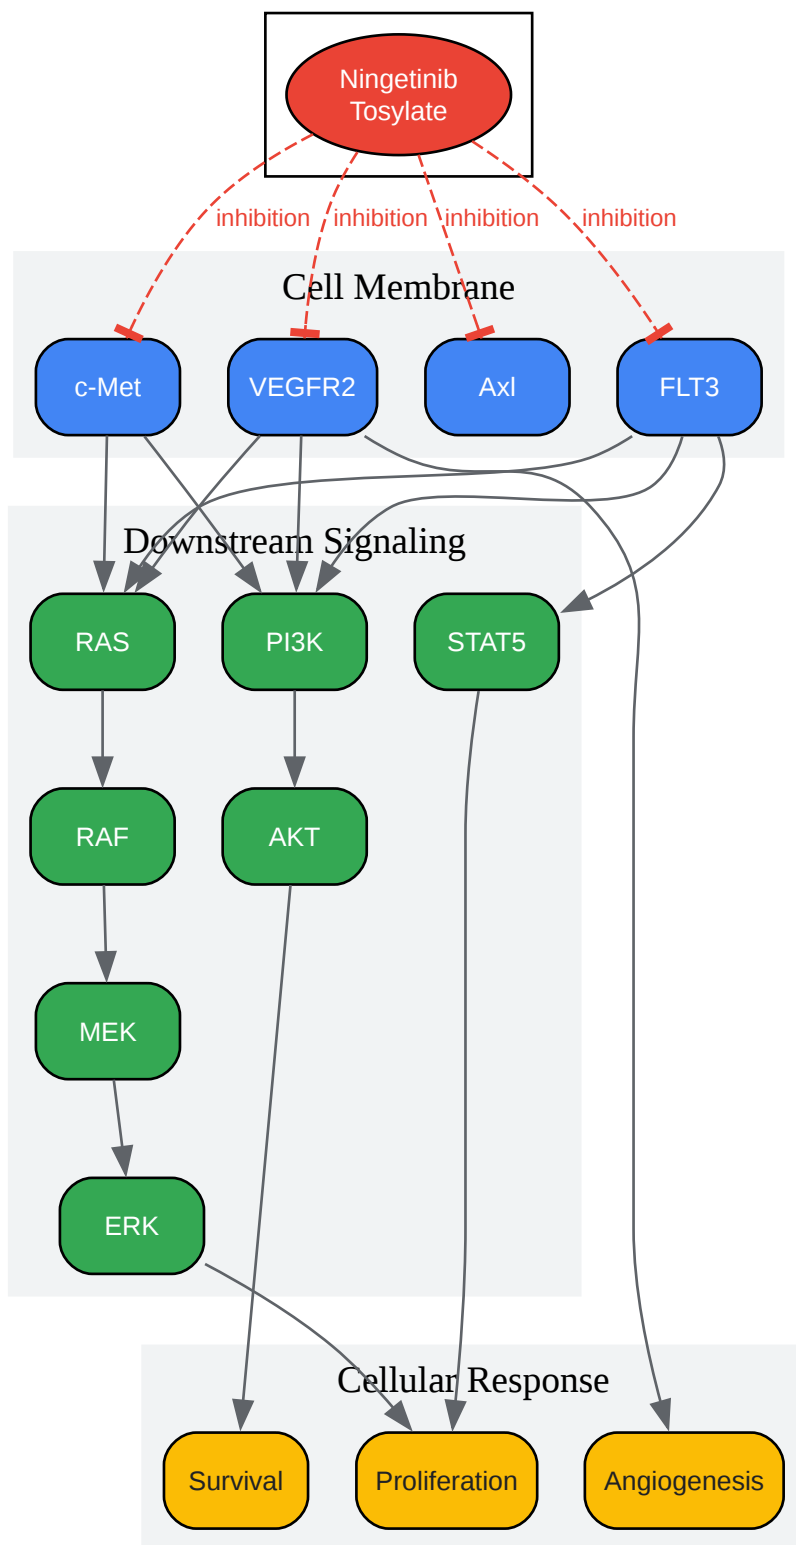 Ningetinib
Tosylate
inhibition
inhibition
inhibition
inhibition
Cell Membrane
c-Met
VEGFR2
Axl
FLT3
Downstream Signaling
RAS
PI3K
STAT5
RAF
AKT
MEK
ERK
Cellular Response
Survival
Proliferation
Angiogenesis